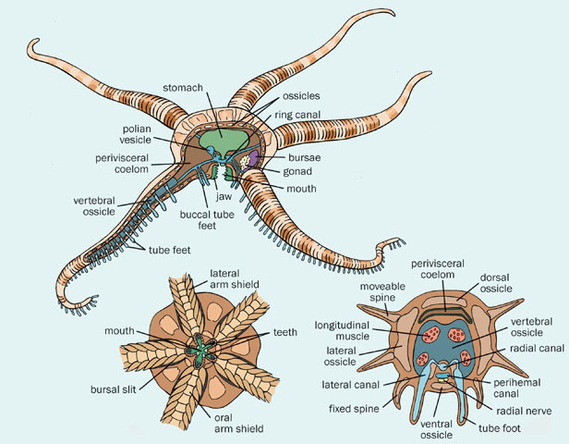 stomach
ossicles
ring canal
polian
vesicle
perivisceral
coelom
bursae
gonad
mouth
jaw
vertebral
ossicle
buccal tube
feet
tube feet
lateral
arm shield
mouth
teeth
bursal slit
oral
arm shield
perivisceral
coelom
dorsal
ossicle
moveable
spine
longitudinal
muscle
vertebral
ossicle
lateral
ossicle
radial canal
lateral canal
perihemal
canal
fixed spine
radial nerve
ventral
ossicle
tube foot